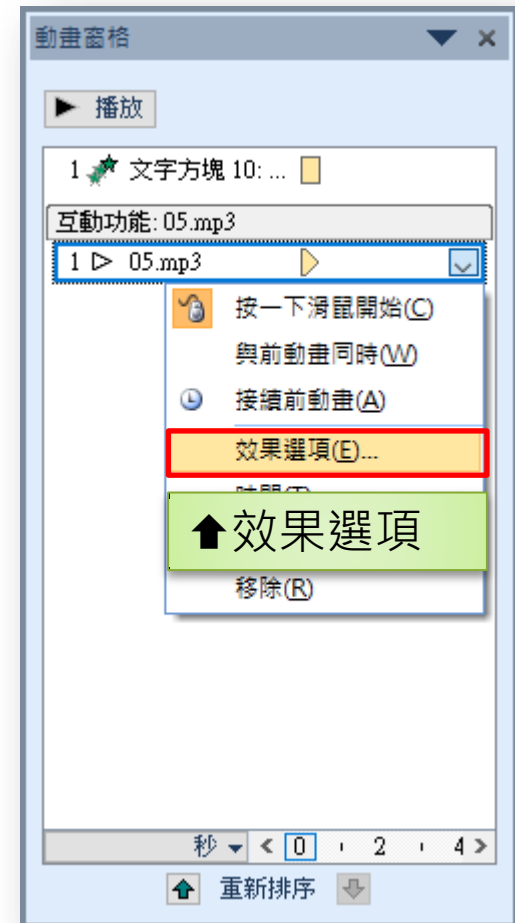 動畫窗格
播放
1 文字方塊 10: ...
互動功能: 05.mp3
1 05.mp3
按一下滑鼠開始(C)
與前動畫同時(W)
接續前動畫(A)
效果選項(E)...
效果選項
移除(R)
秒 0 2 4
重新排序